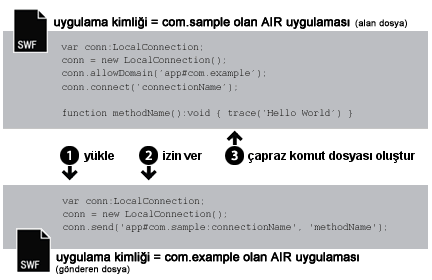 uygulama kimliği = com.sample olan AIR uygulaması (alan dosya)
SWF
var conn:LocalConnection;
conn = new LocalConnection();
conn.allowDomain('app#com.example');
conn.connect('connectionName');
function methodName():void { trace('Hello World') }
1 yükle 2 izin ver 3 çapraz komut dosyası oluştur
var conn:LocalConnection;
conn = new LocalConnection();
conn.send('app#com.sample:connectionName', 'methodName');
SWF
uygulama kimliği = com.example olan AIR uygulaması
(gönderen dosya)